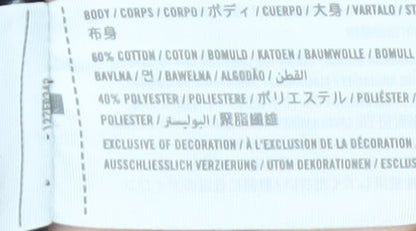 BODY / CORPS / CORPO / ボディ / CUERPO / 大身 / VARTALO / ST
布身
60% COTTON / COTON / BOMULD / KATOEN / BAUMWOLLE / BOMULL
BAVLNA / 면 / BAWEŁNA / ALGODÃO / القطن
40% POLYESTER / POLIESTERE / ポリエステル / POLIÉSTER /
POLIESTER / البوليستر / 聚脂纖維
EXCLUSIVE OF DECORATION / À L'EXCLUSION DE LA DÉCORATION
AUSSCHLIESSLICH VERZIERUNG / UTOM DEKORATIONEN / ESCLUS